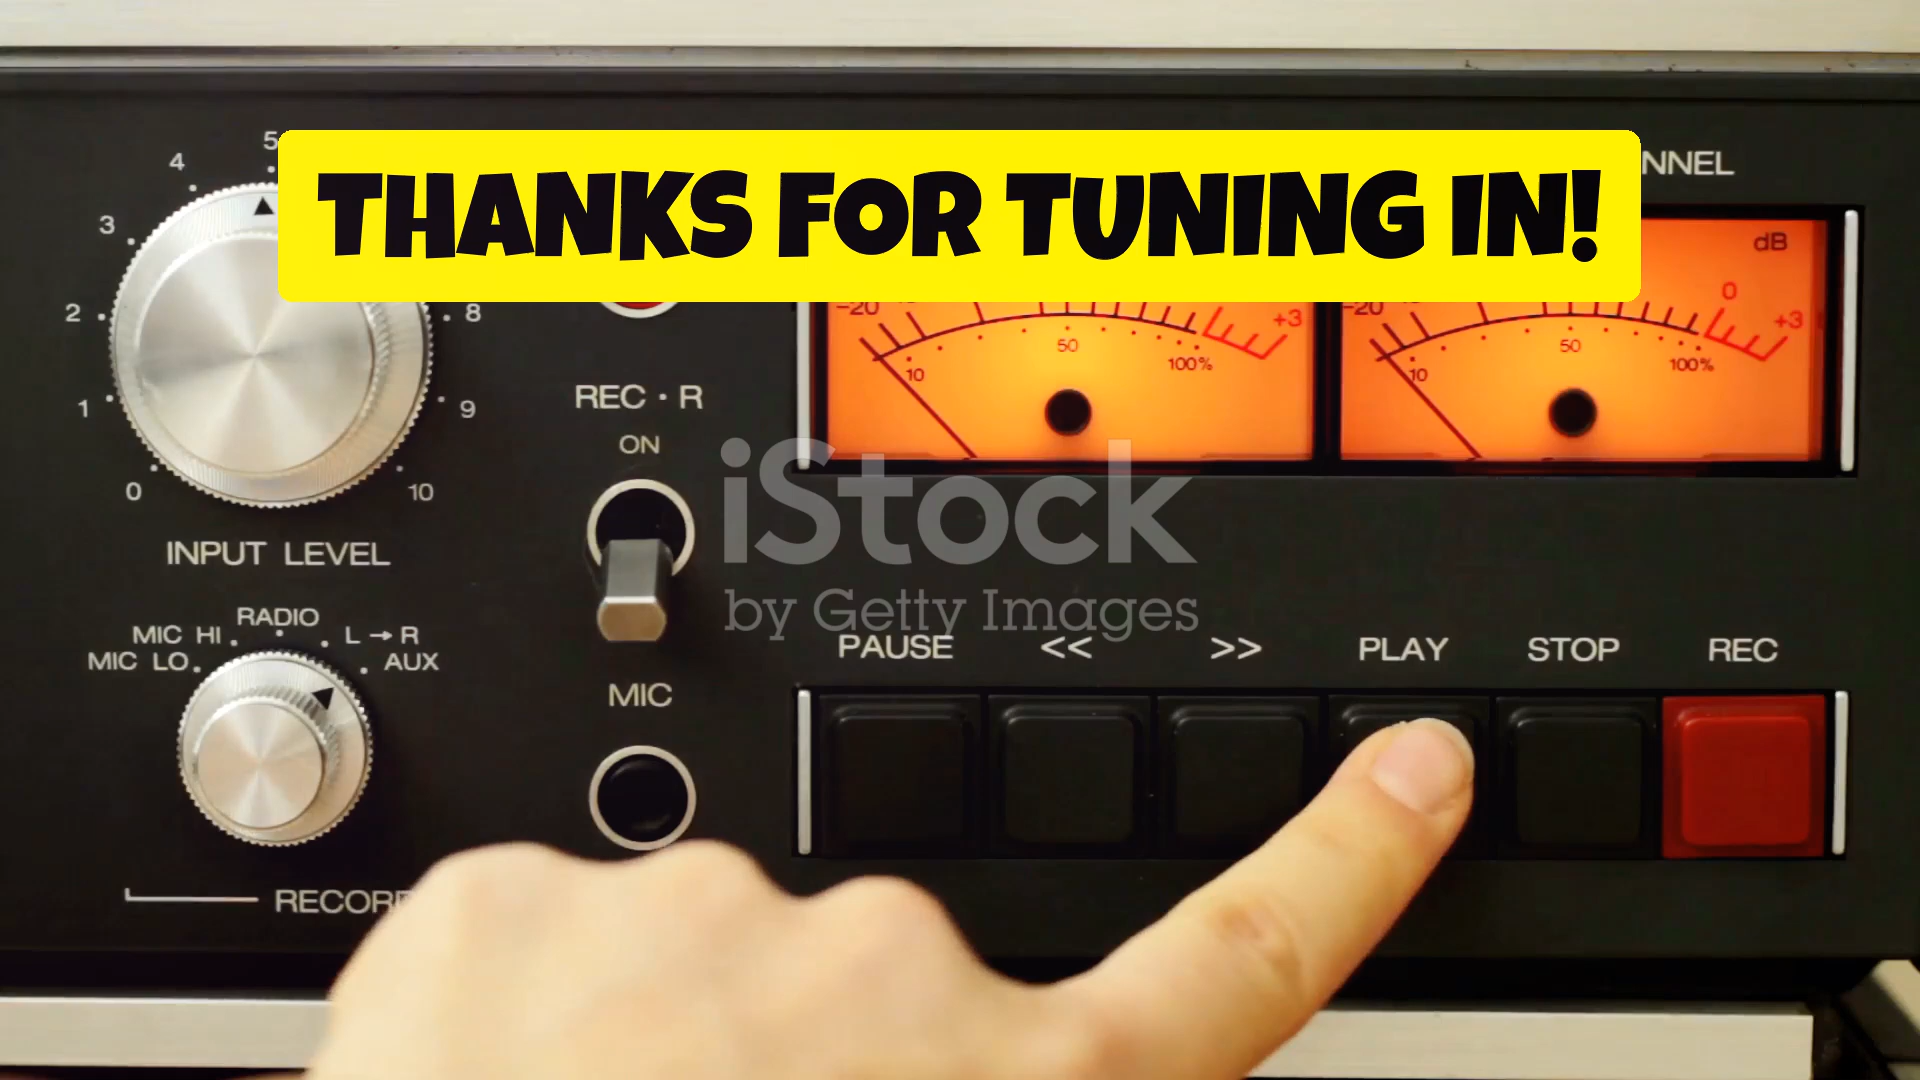 THANKS FOR TUNING IN!
NNEL
dB
5
4
3
2
1
0
8
9
10
INPUT LEVEL
-20
50
10
100%
+3
-20
50
10
100%
0
+3
REC · R
ON
iStock
by Getty Images
RADIO
MIC HI
L → R
MIC LO
AUX
MIC
PAUSE
<<
>>
PLAY
STOP
REC
RECOR